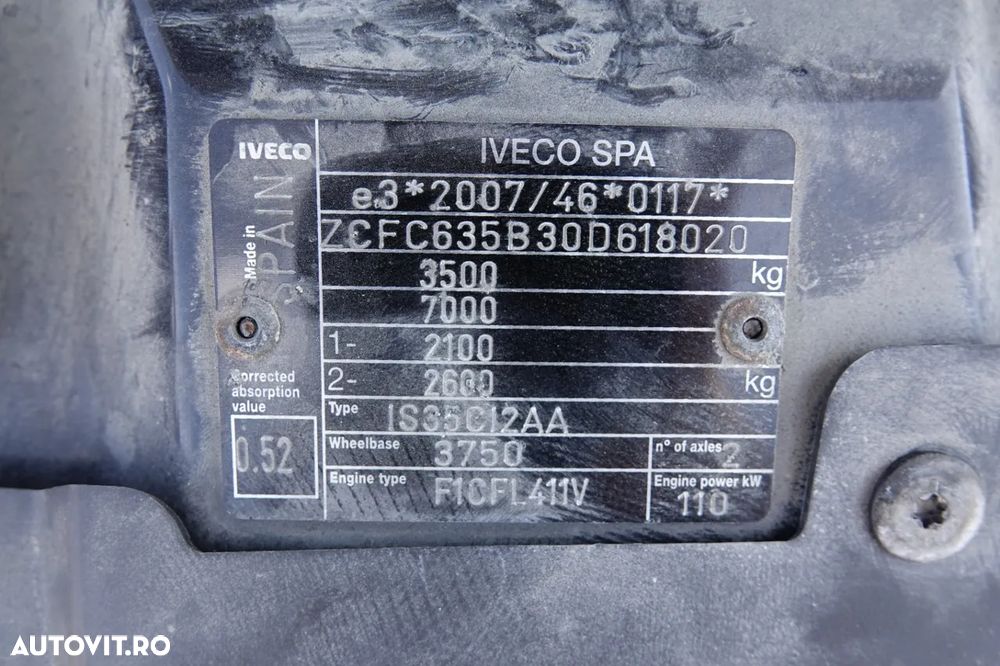 IVECO
IVECO SPA
e3*2007/46*0117*
ZCFC635B30D618020
3500 kg
7000
1- 2100
2- 2600 kg
Made in SPAIN
Type IS35CI2AA
Corrected
absorption
value
0.52
Wheelbase 3750
n° of axles 2
Engine type F1CFL411V
Engine power kW 110
AUTOVIT.RO